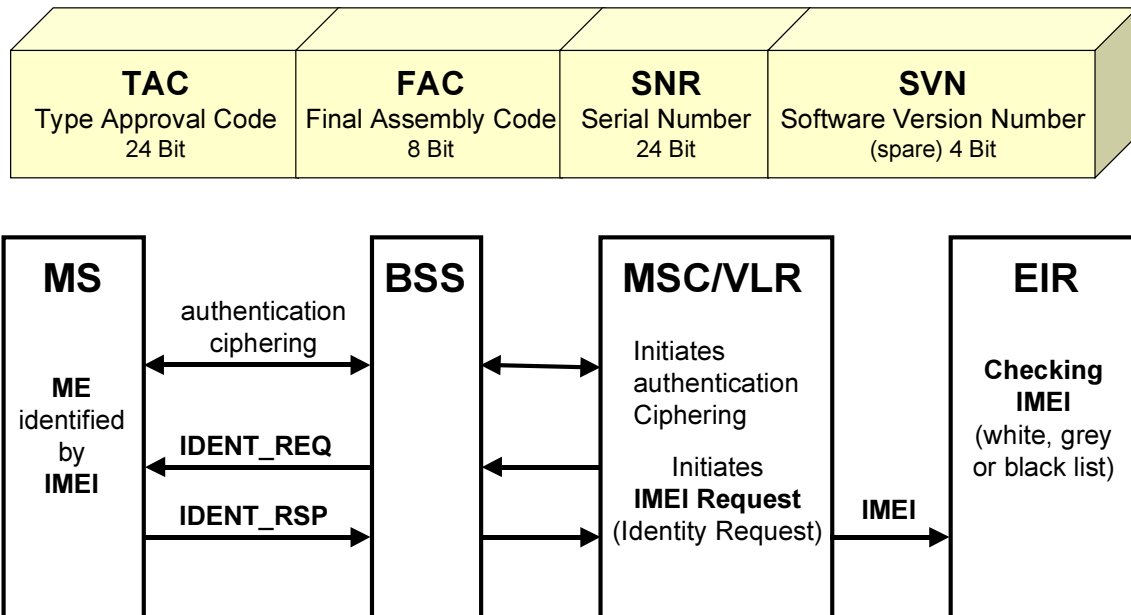 TAC
Type Approval Code
24 Bit
FAC
Final Assembly Code
8 Bit
SNR
Serial Number
24 Bit
SVN
Software Version Number
(spare) 4 Bit
MS
ME
identified
by
IMEI
authentication
ciphering
IDENT_REQ
IDENT_RSP
BSS
MSC/VLR
Initiates
authentication
Ciphering
Initiates
IMEI Request
(Identity Request)
IMEI
EIR
Checking
IMEI
(white, grey
or black list)